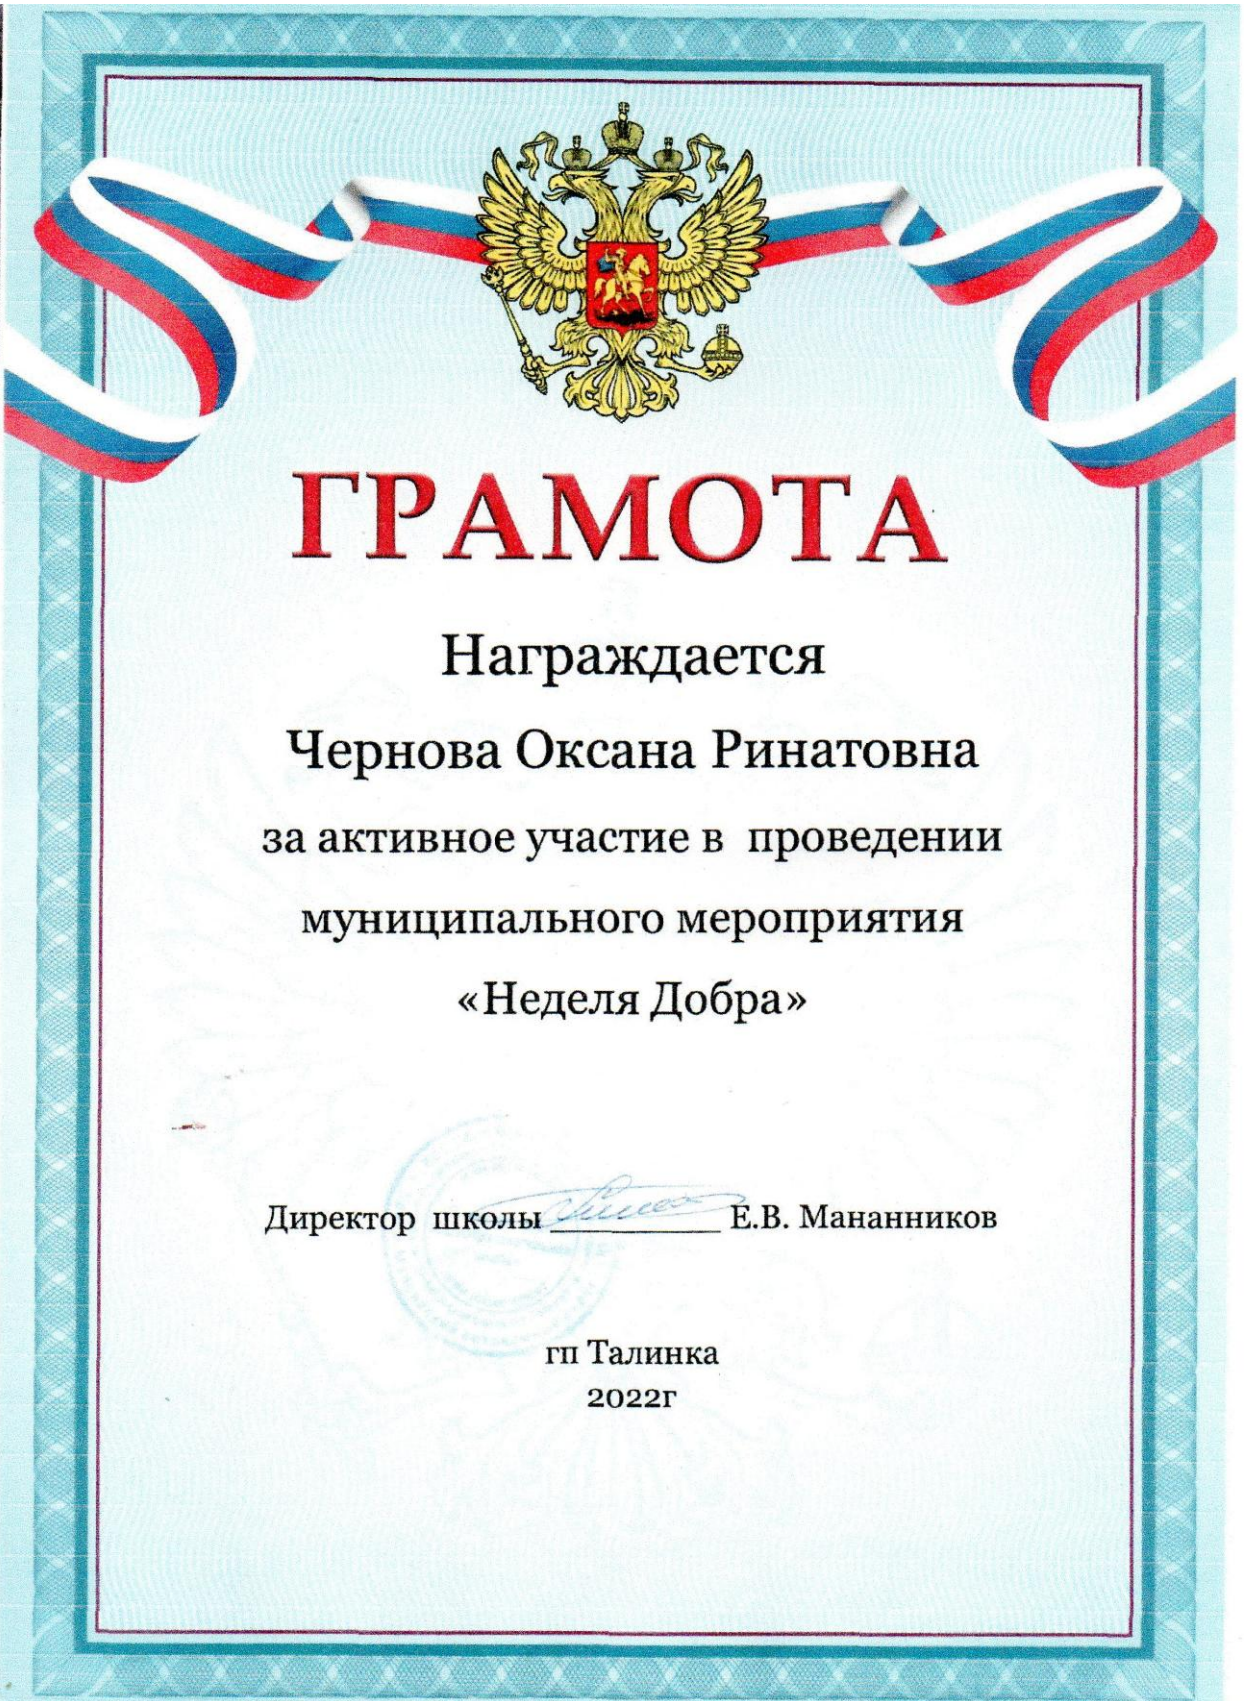 ГРАМОТА
Награждается
Чернова Оксана Ринатовна
за активное участие в проведении
муниципального мероприятия
«Неделя Добра»
Директор школы __________ Е.В. Мананников
гп Талинка
2022г